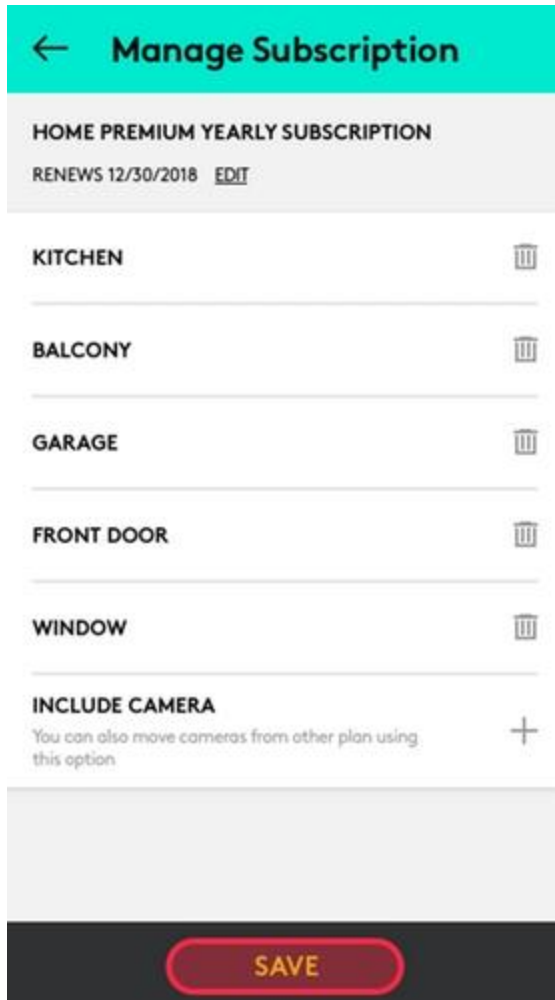 Manage Subscription
HOME PREMIUM YEARLY SUBSCRIPTION
RENEWS 12/30/2018 EDIT
KITCHEN
BALCONY
GARAGE
FRONT DOOR
WINDOW
INCLUDE CAMERA
You can also move cameras from other plan using
this option
SAVE